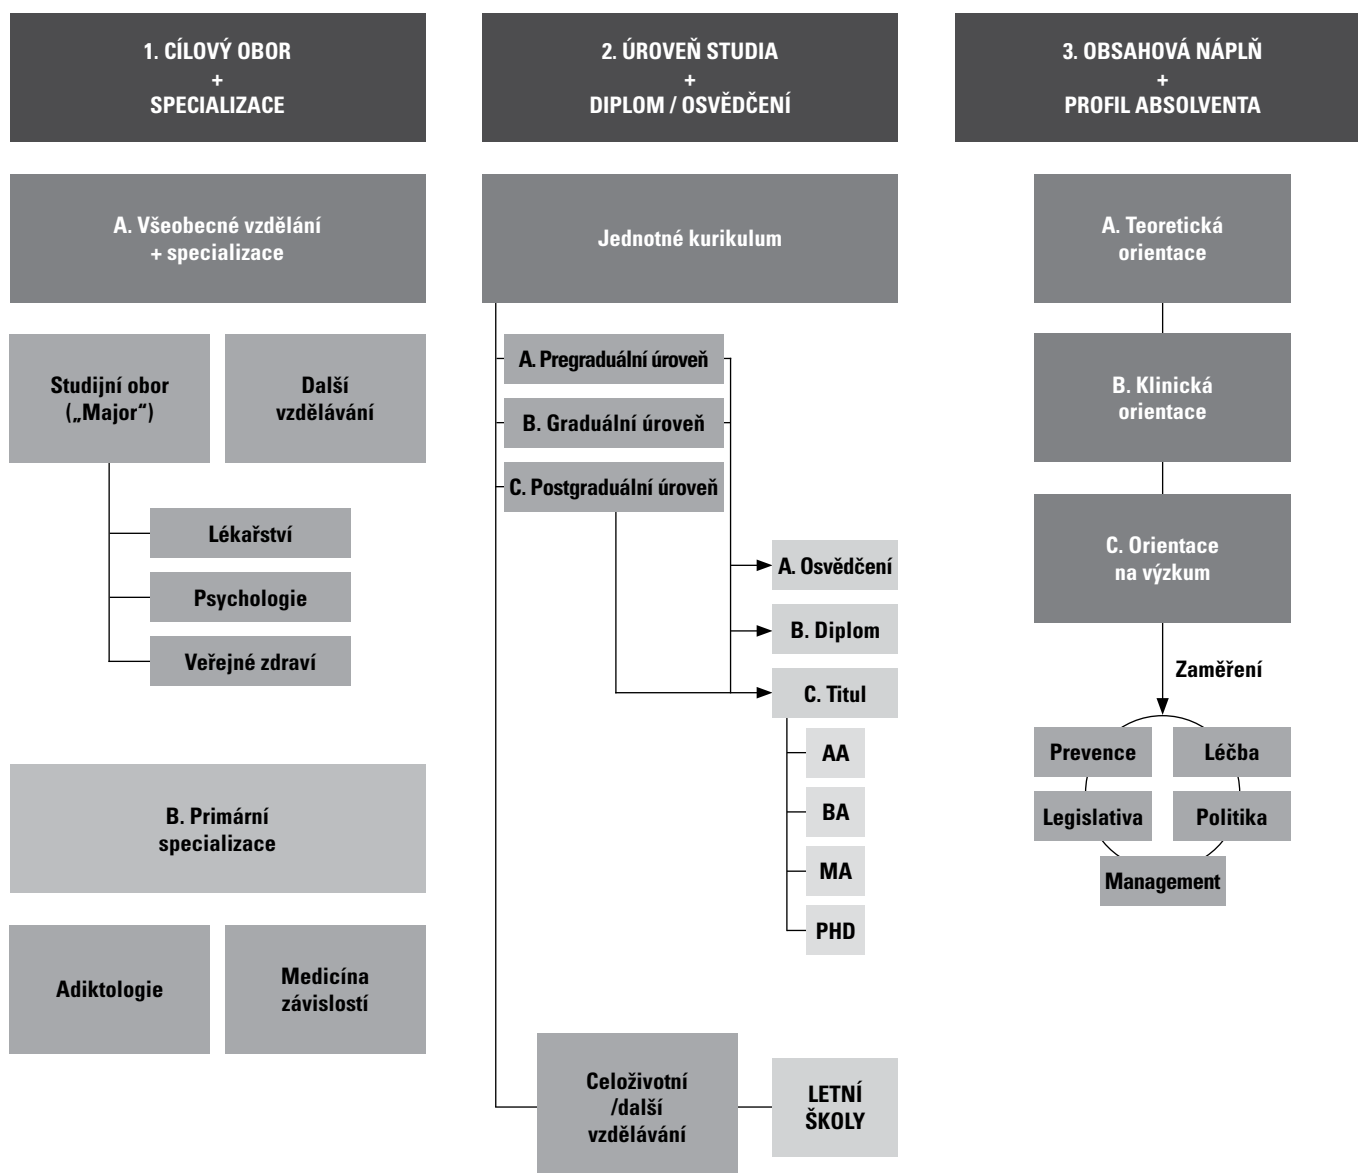 1. CÍLOVÝ OBOR
+
SPECIALIZACE
A. Všeobecné vzdělání
+ specializace
Studijní obor
(„Major“)
Další
vzdělávání
Lékařství
Psychologie
Veřejné zdraví
B. Primární
specializace
Adiktologie
Medicína
závislostí
2. ÚROVEŇ STUDIA
+
DIPLOM / OSVĚDČENÍ
Jednotné kurikulum
A. Pregraduální úroveň
B. Graduální úroveň
C. Postgraduální úroveň
A. Osvědčení
B. Diplom
C. Titul
AA
BA
MA
PHD
Celoživotní
/další
vzdělávání
LETNÍ
ŠKOLY
3. OBSAHOVÁ NÁPLŇ
+
PROFIL ABSOLVENTA
A. Teoretická
orientace
B. Klinická
orientace
C. Orientace
na výzkum
Zaměření
Prevence
Léčba
Legislativa
Politika
Management